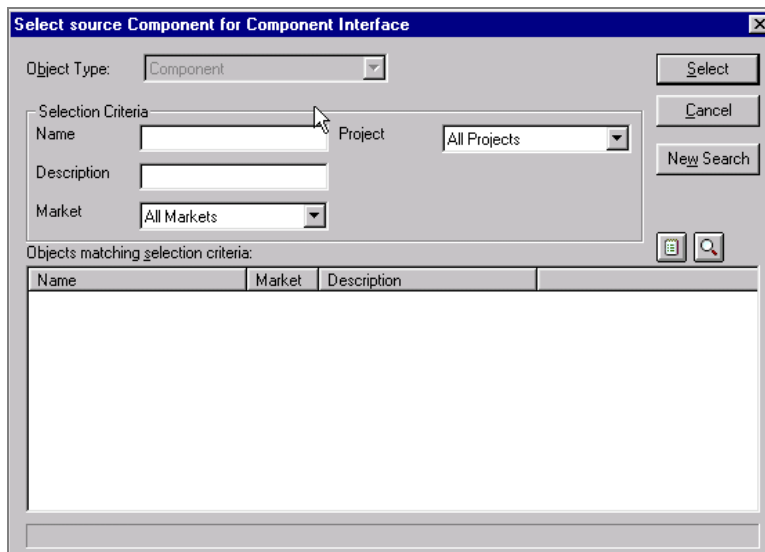 Select source Component for Component Interface
Object Type: Component
Select
Selection Criteria
Cancel
Name Project All Projects
New Search
Description
Market All Markets
Objects matching selection criteria:
Name Market Description